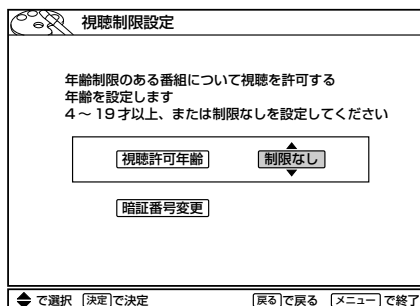 視聴制限設定
年齢制限のある番組について視聴を許可する
年齢を設定します
4～19才以上、または制限なしを設定してください
視聴許可年齢 制限なし
暗証番号変更
で選択 決定で決定 戻るで戻る メニューで終了